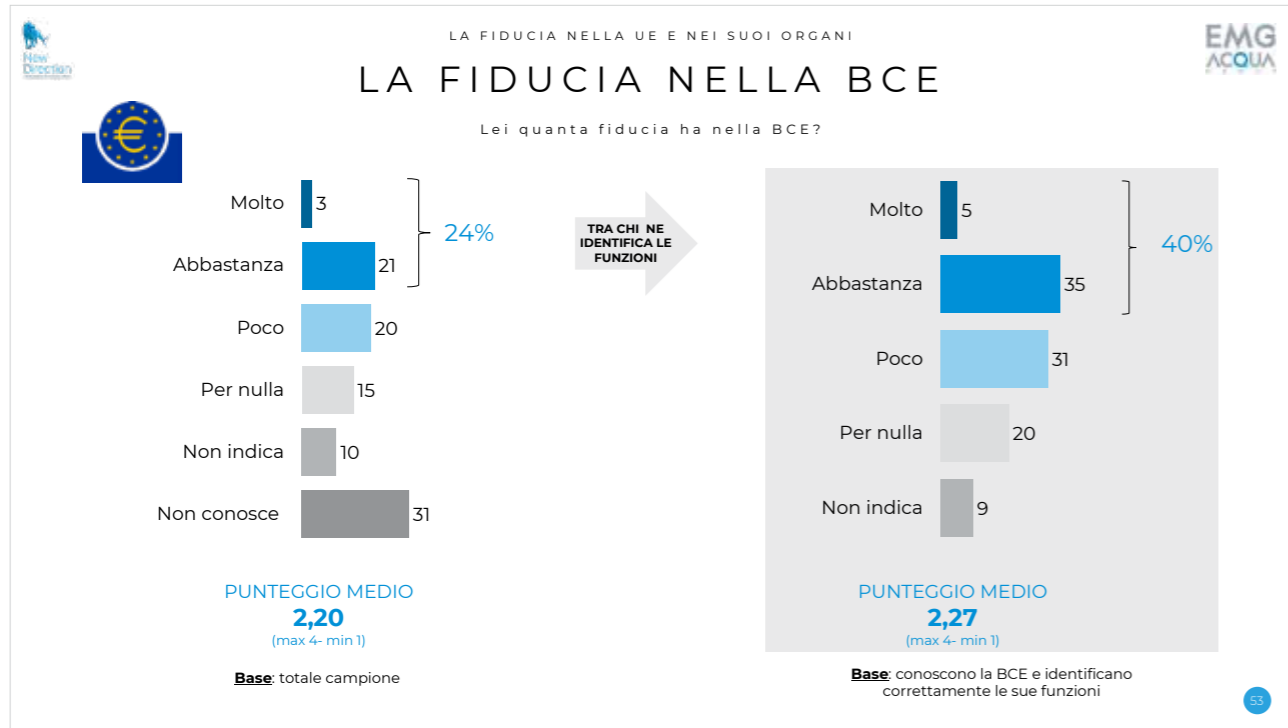 New
Direction
LA FIDUCIA NELLA UE E NEI SUOI ORGANI
EMG
ACQUA
LA FIDUCIA NELLA BCE
Lei quanta fiducia ha nella BCE?
Molto 3
Abbastanza 21
24%
Poco 20
Per nulla 15
Non indica 10
Non conosce 31
PUNTEGGIO MEDIO
2,20
(max 4- min 1)
Base: totale campione
TRA CHI NE
IDENTIFICA LE
FUNZIONI
Molto 5
Abbastanza 35
40%
Poco 31
Per nulla 20
Non indica 9
PUNTEGGIO MEDIO
2,27
(max 4- min 1)
Base: conoscono la BCE e identificano
correttamente le sue funzioni
53